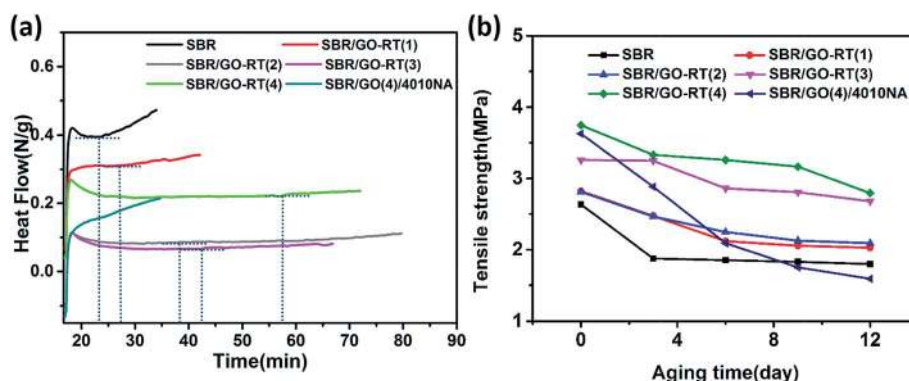 (a)
SBR SBR/GO-RT(1)
SBR/GO-RT(2) SBR/GO-RT(3)
SBR/GO-RT(4) SBR/GO(4)/4010NA
0.6
0.4
0.2
0.0
Heat Flow(N/g)
20 30 40 50 60 70 80 90
Time(min)
(b)
SBR SBR/GO-RT(1)
SBR/GO-RT(2) SBR/GO-RT(3)
SBR/GO-RT(4) SBR/GO(4)/4010NA
5
4
3
2
1
Tensile strength(MPa)
0 4 8 12
Aging time(day)